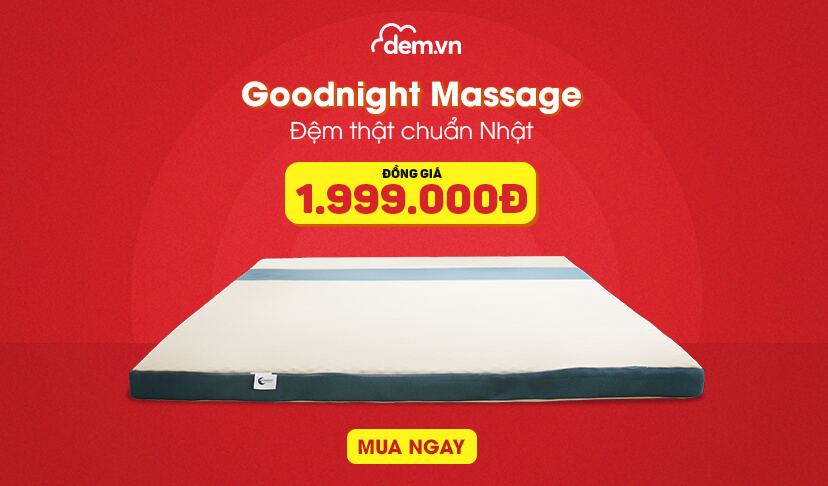 dem.vn
Goodnight Massage
Đệm thật chuẩn Nhật
ĐỒNG GIÁ
1.999.000Đ
MUA NGAY